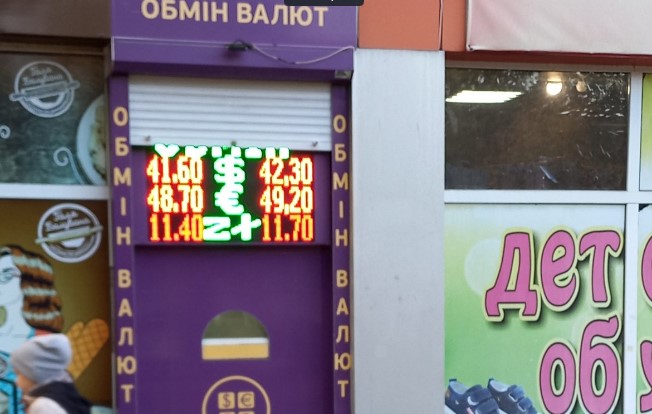 ОБМІН ВАЛЮТ
ОБМІН ВАЛЮТ
41.60 $ 42.30
48.70 € 49.20
11.40 zł 11.70
ОБМІН ВАЛЮТ
$ €
дет
об